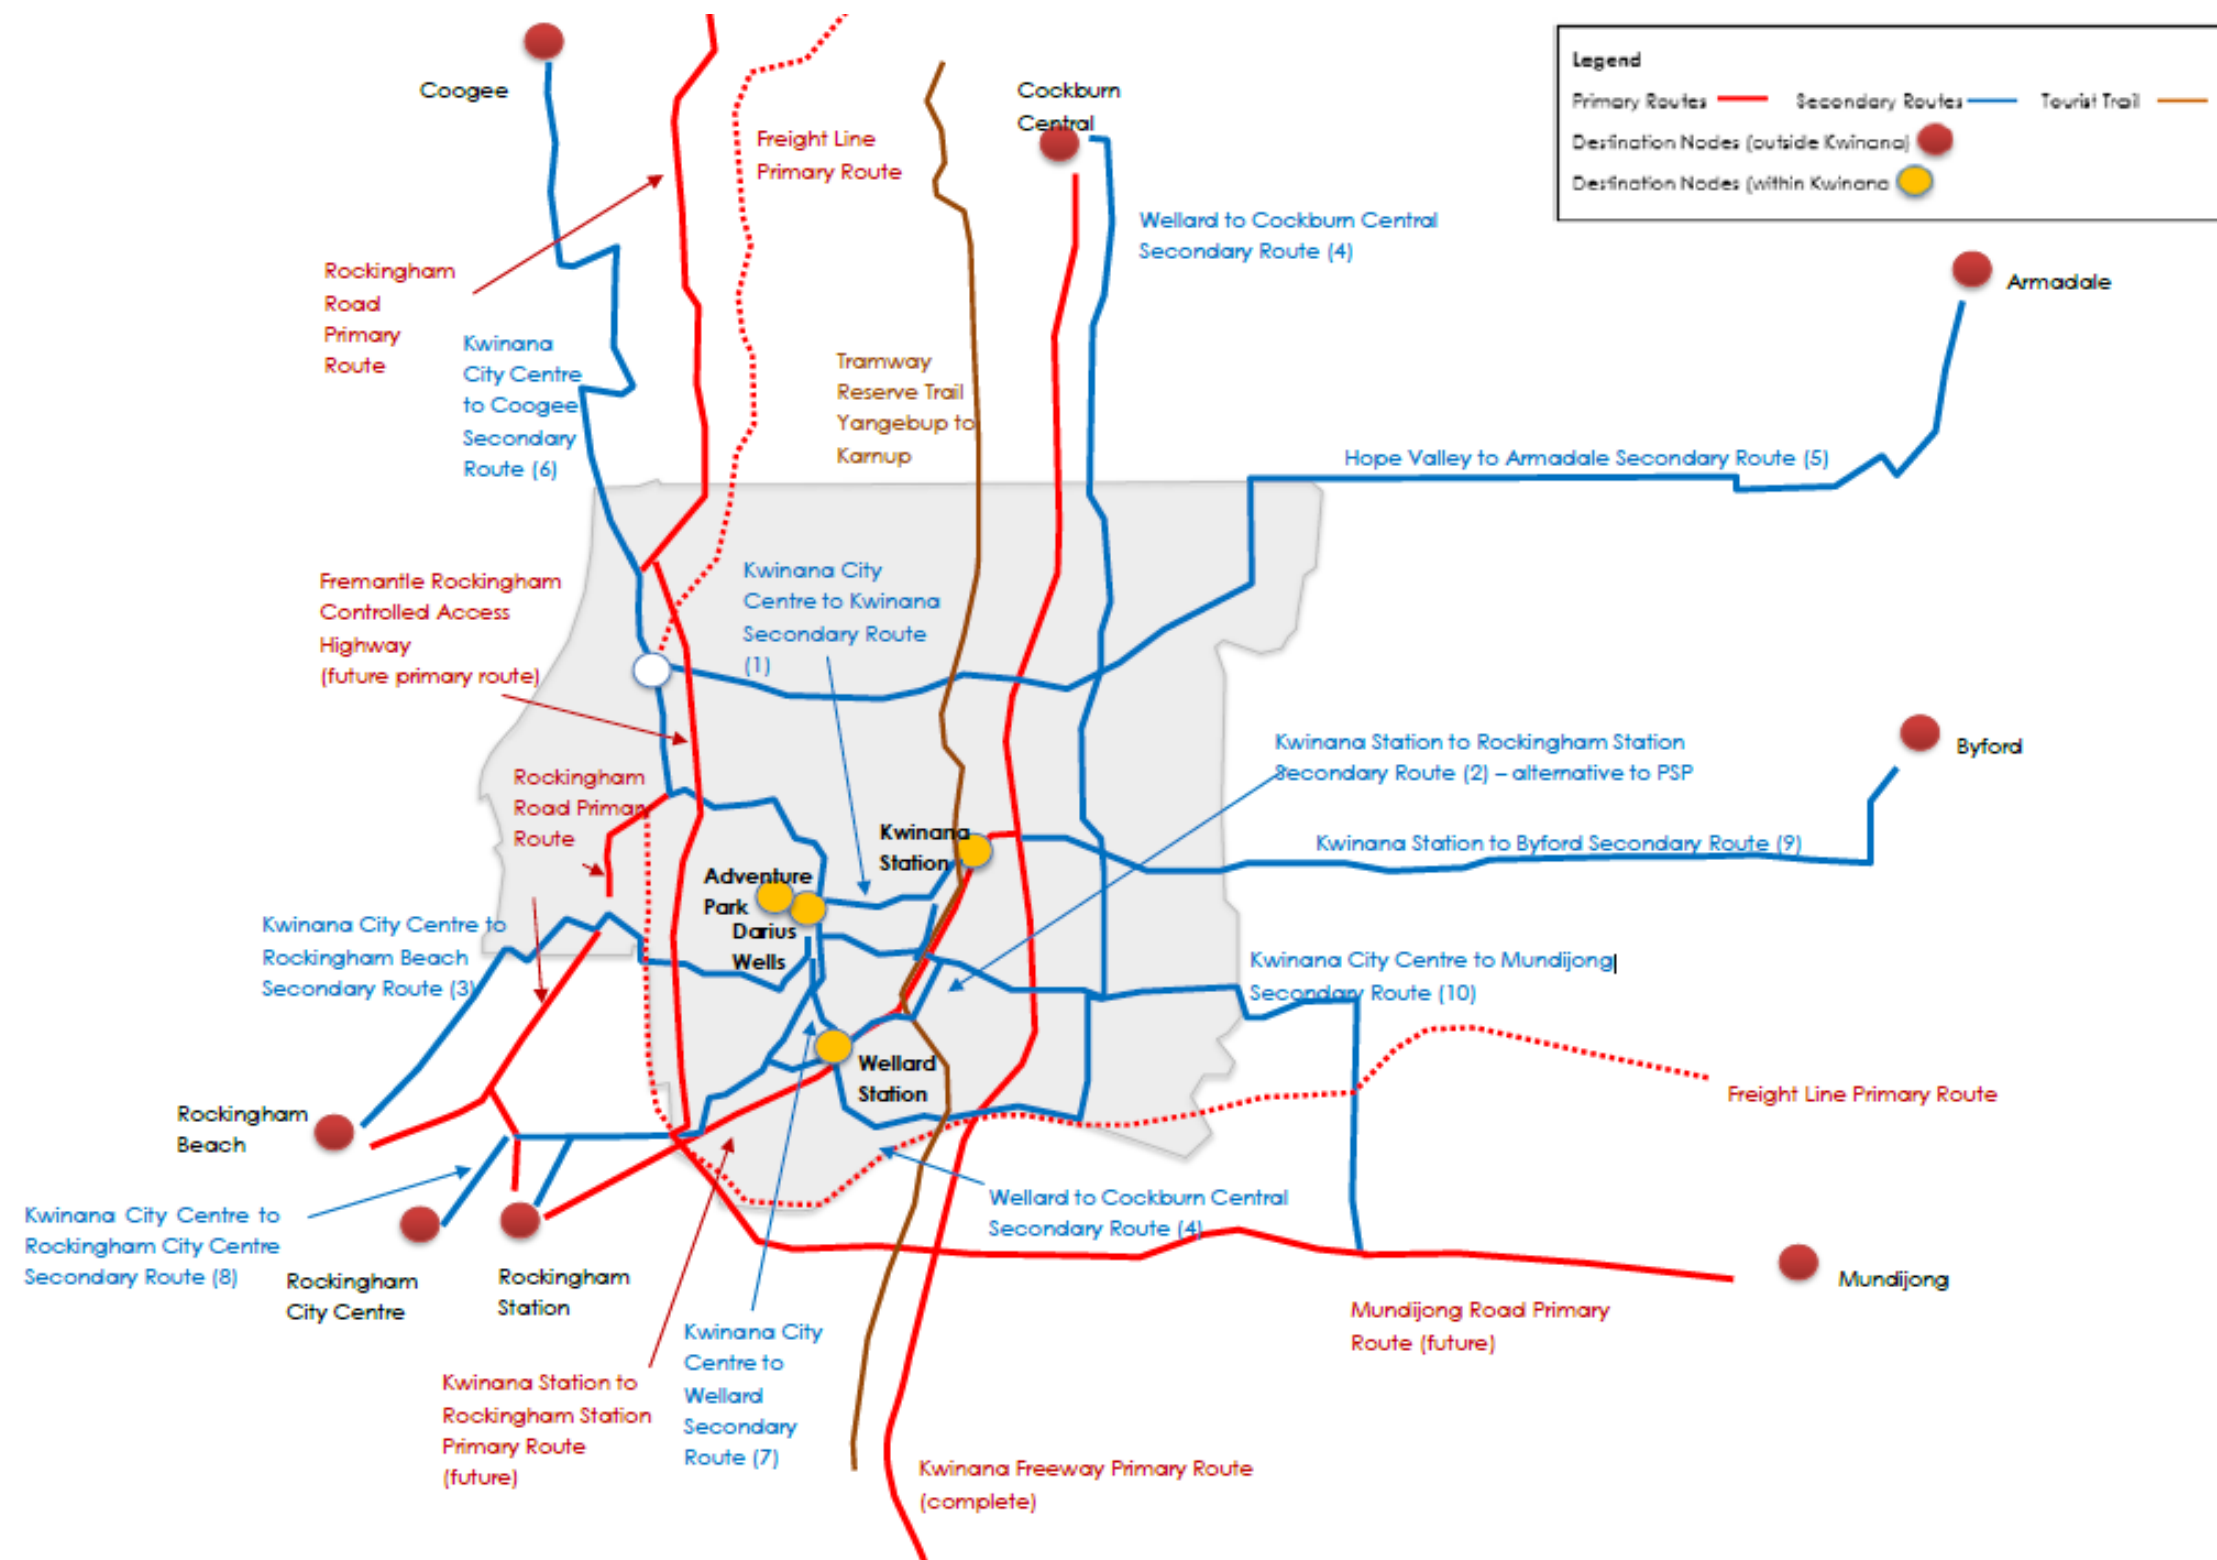 Coogee
Cockburn
Central
Legend
Primary Routes
Secondary Routes
Tourist Trail
Destination Nodes (outside Kwinana)
Destination Nodes (within Kwinana
Freight Line
Primary Route
Wellard to Cockburn Central
Secondary Route (4)
Rockingham
Road
Primary
Route
Armadale
Kwinana
City Centre
to Coogee
Secondary
Route (6)
Tramway
Reserve Trail
Yangebup to
Karnup
Hope Valley to Armadale Secondary Route (5)
Fremantle Rockingham
Controlled Access
Highway
(future primary route)
Kwinana City
Centre to Kwinana
Secondary Route
(1)
Kwinana Station to Rockingham Station
Secondary Route (2) – alternative to PSP
Byford
Rockingham
Road Primary
Route
Kwinana
Station
Kwinana Station to Byford Secondary Route (9)
Adventure
Park
Darius
Wells
Kwinana City Centre to
Rockingham Beach
Secondary Route (3)
Kwinana City Centre to Mundijong
Secondary Route (10)
Wellard
Station
Freight Line Primary Route
Rockingham
Beach
Wellard to Cockburn Central
Secondary Route (4)
Kwinana City Centre to
Rockingham City Centre
Secondary Route (8)
Rockingham
City Centre
Rockingham
Station
Mundijong
Mundijong Road Primary
Route (future)
Kwinana City
Centre to
Wellard
Secondary
Route (7)
Kwinana Station to
Rockingham Station
Primary Route
(future)
Kwinana Freeway Primary Route
(complete)